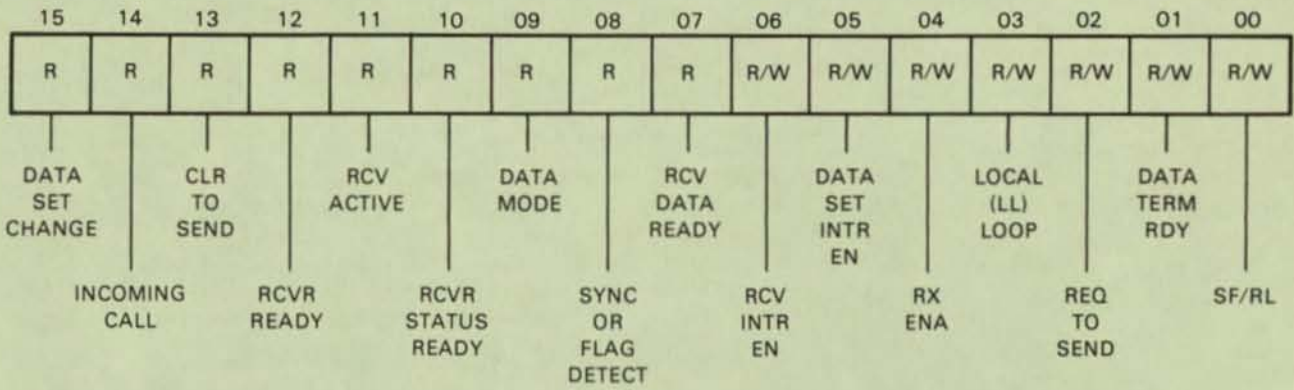 15 14 13 12 11 10 09 08 07 06 05 04 03 02 01 00
R R R R R R R R R R/W R/W R/W R/W R/W R/W R/W
DATA
SET
CHANGE
INCOMING
CALL
CLR
TO
SEND
RCVR
READY
RCV
ACTIVE
RCVR
STATUS
READY
DATA
MODE
SYNC
OR
FLAG
DETECT
RCV
DATA
READY
RCV
INTR
EN
DATA
SET
INTR
EN
RX
ENA
LOCAL
(LL)
LOOP
REQ
TO
SEND
DATA
TERM
RDY
SF/RL